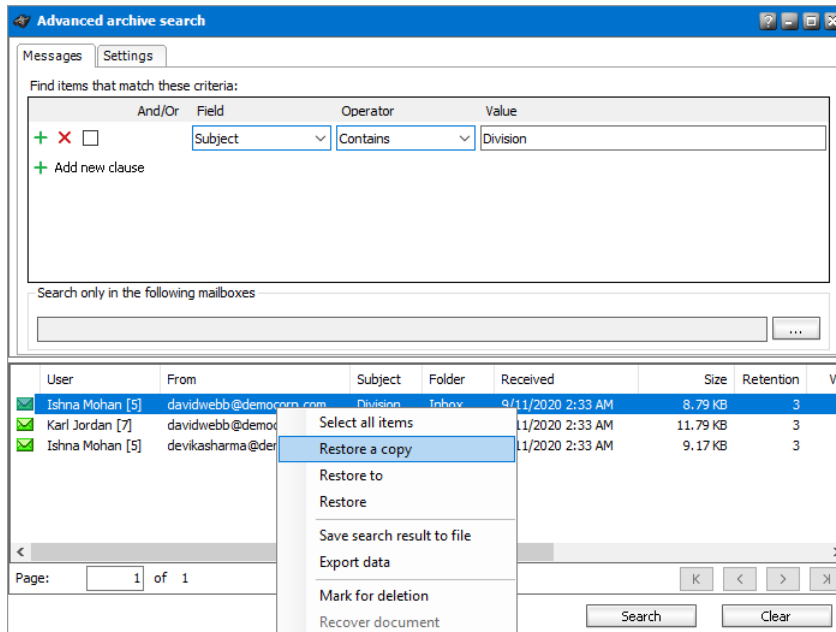 Advanced archive search
Messages Settings
Find items that match these criteria:
And/Or Field Operator Value
Subject Contains Division
Add new clause
Search only in the following mailboxes
...
User From Subject Folder Received Size Retention
Ishna Mohan [5] davidwebb@democorp.com Division Inbox 9/11/2020 2:33 AM 8.79 KB 3
Karl Jordan [7] davidwebb@democ /11/2020 2:33 AM 11.79 KB 3
Ishna Mohan [5] devikasharma@de /11/2020 2:33 AM 9.17 KB 3
Select all items
Restore a copy
Restore to
Restore
Save search result to file
Export data
Mark for deletion
Recover document
Page: 1 of 1
Search Clear